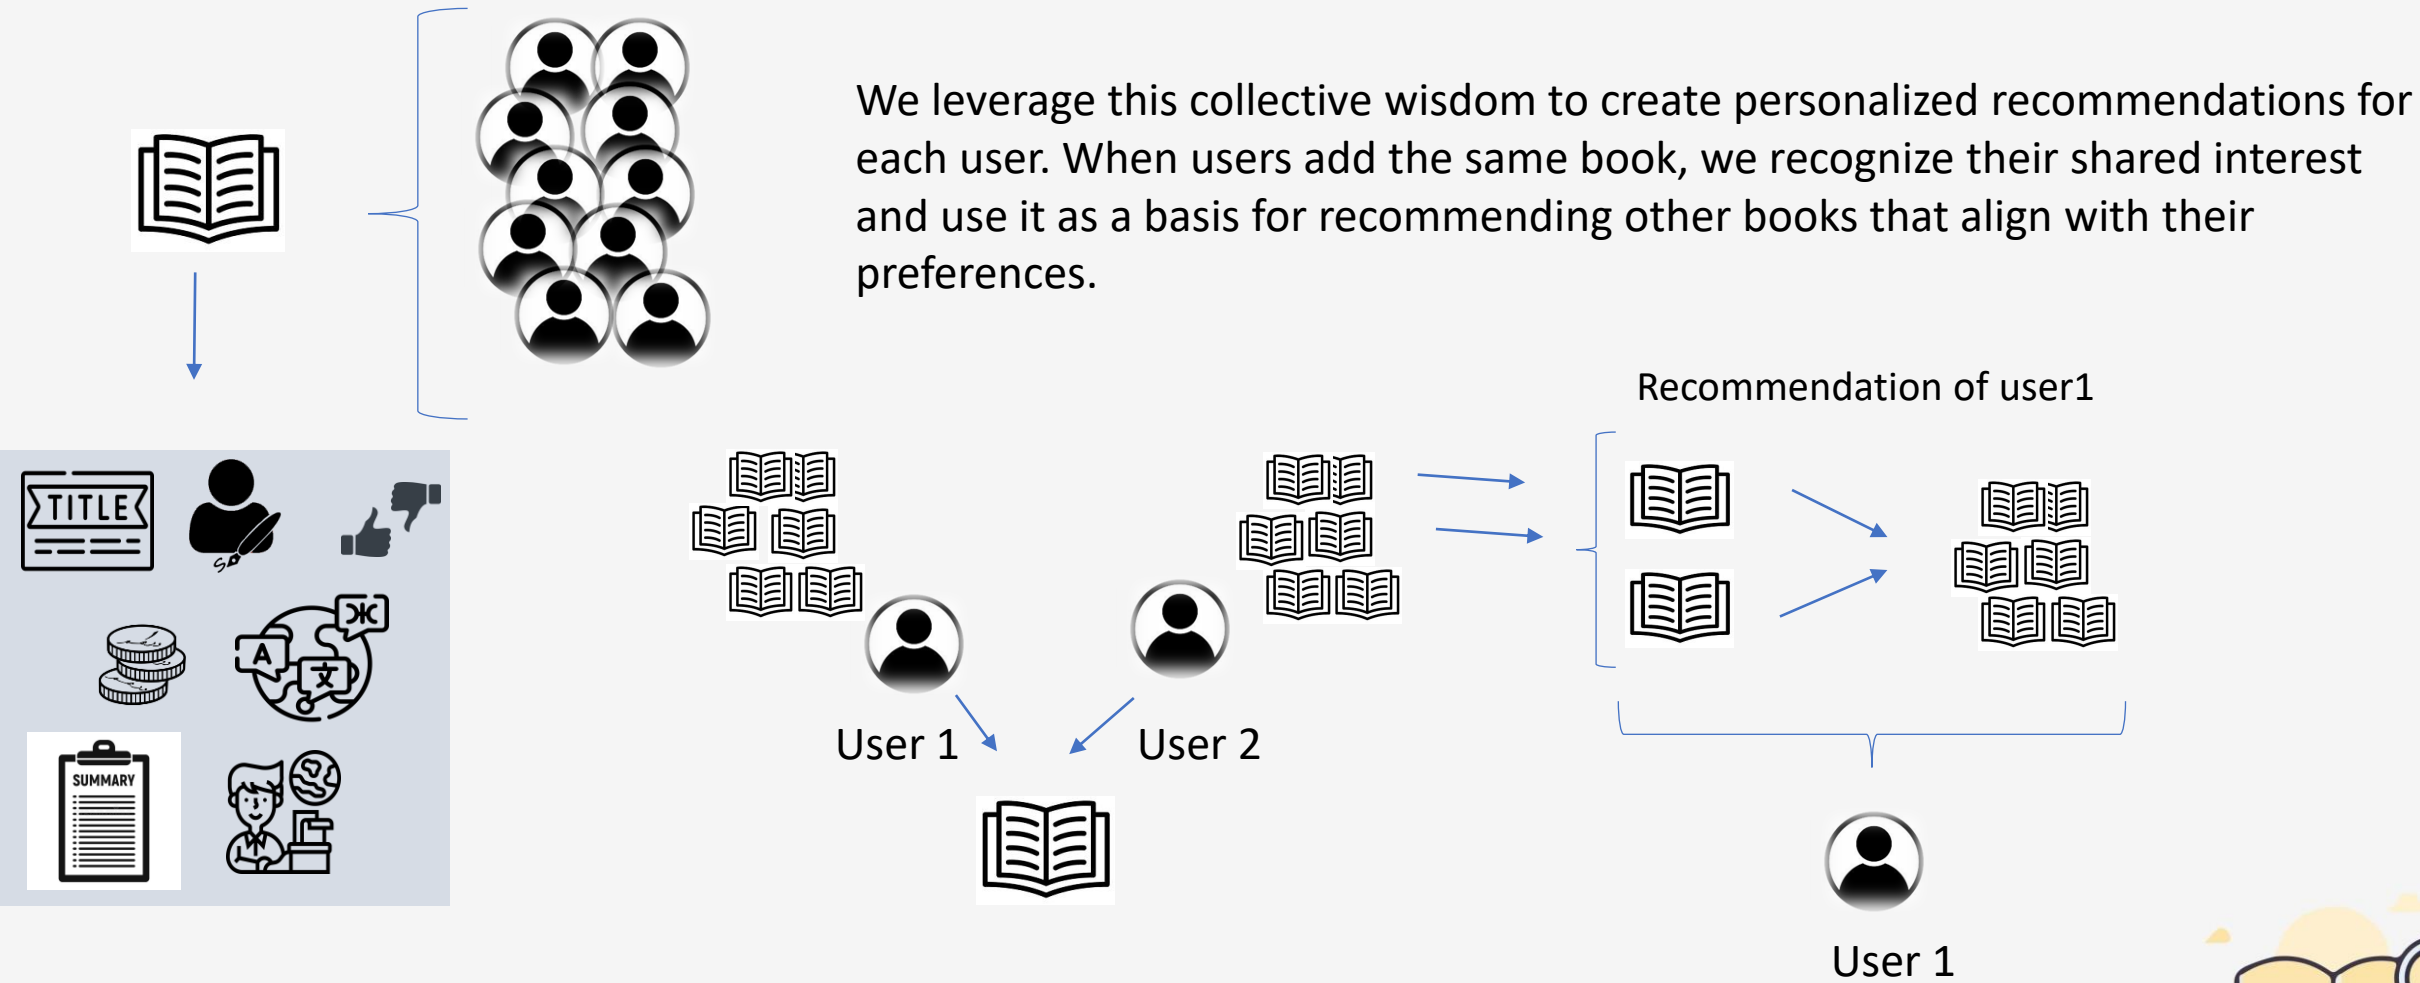 We leverage this collective wisdom to create personalized recommendations for
each user. When users add the same book, we recognize their shared interest
and use it as a basis for recommending other books that align with their
preferences.
Recommendation of user1
TITLE
A
文
Ж
SUMMARY
User 1
User 2
User 1